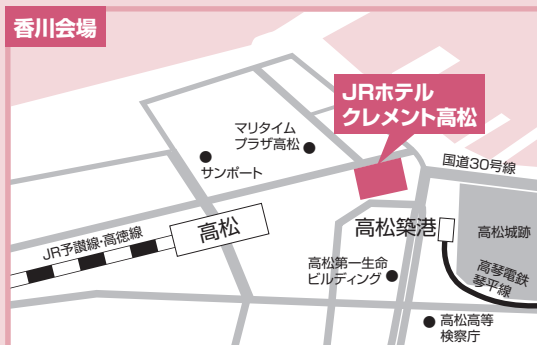 香川会場
JRホテル
クレメント高松
マリタイム
プラザ高松
サンポート
国道30号線
高松
JR予讃線・高徳線
高松築港
高松城跡
高松第一生命
ビルディング
高琴電鉄
琴平線
高松高等
検察庁